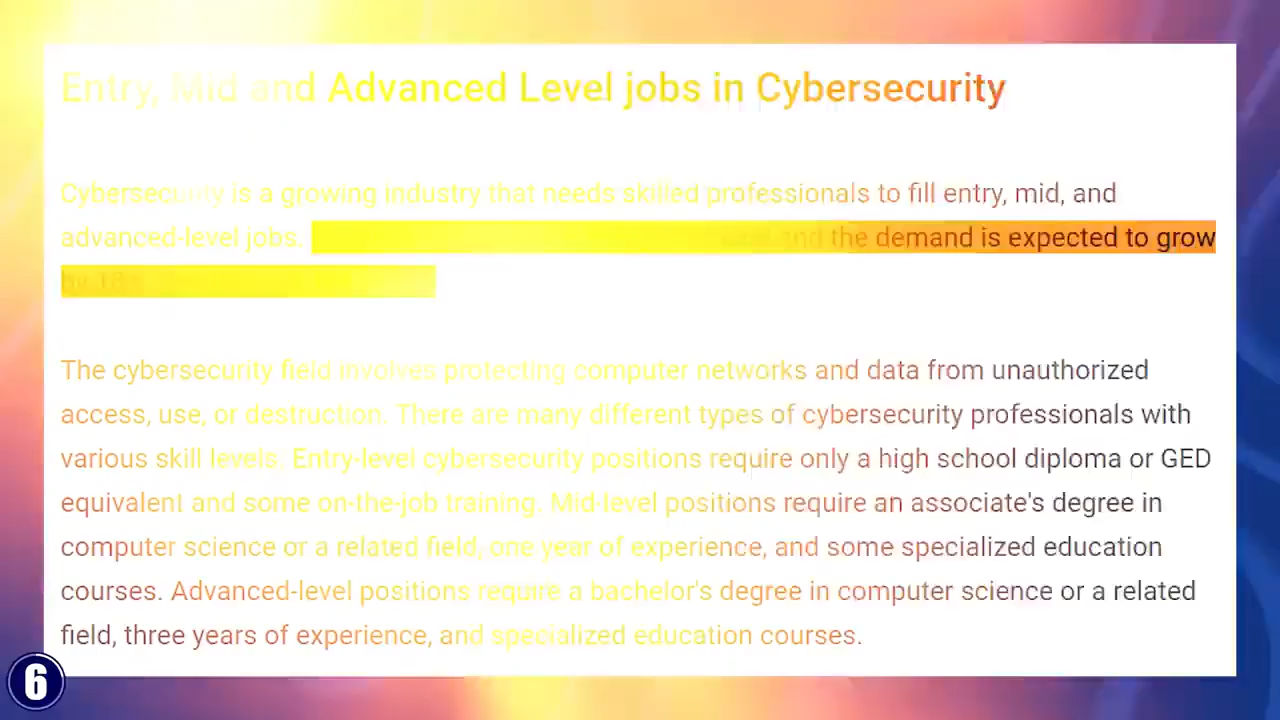 Entry, Mid and Advanced Level jobs in Cybersecurity
Cybersecurity is a growing industry that needs skilled professionals to fill entry, mid, and
advanced-level jobs. and the demand is expected to grow
by 18%
The cybersecurity field involves protecting computer networks and data from unauthorized
access, use, or destruction. There are many different types of cybersecurity professionals with
various skill levels. Entry-level cybersecurity positions require only a high school diploma or GED
equivalent and some on-the-job training. Mid-level positions require an associate's degree in
computer science or a related field, one year of experience, and some specialized education
courses. Advanced-level positions require a bachelor's degree in computer science or a related
field, three years of experience, and specialized education courses.
6